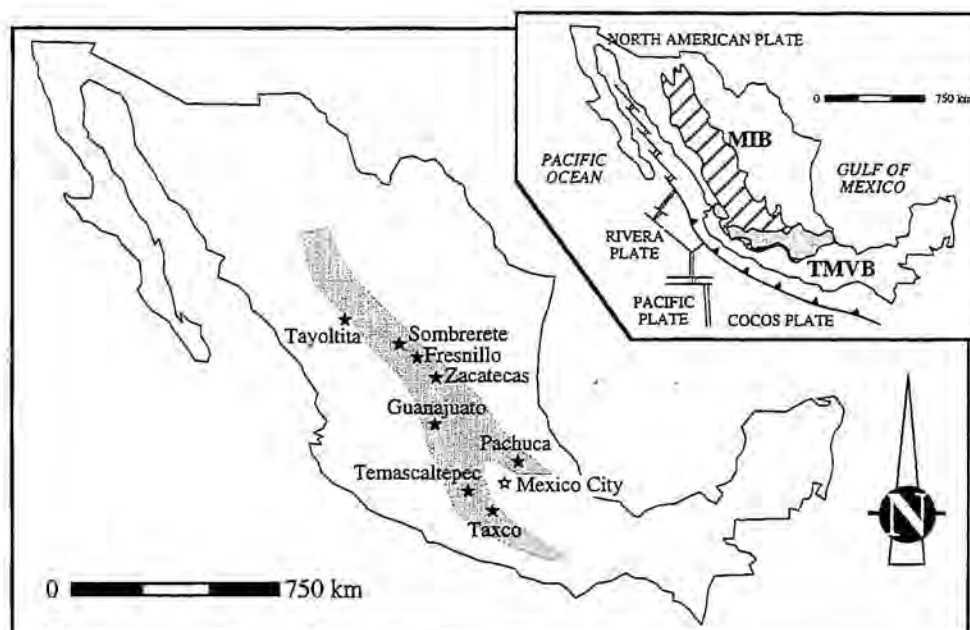 NORTH AMERICAN PLATE
0 750 km
MIB
PACIFIC
OCEAN
GULF OF
MEXICO
RIVERA
PLATE
TMVB
PACIFIC
PLATE
COCOS PLATE
Tayoltita
Sombrerete
Fresnillo
Zacatecas
Guanajuato
Pachuca
Temascaltepec
Mexico City
Taxco
N
0 750 km